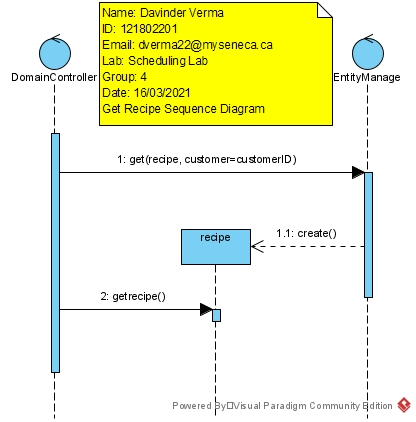 Name: Davinder Verma
ID: 121802201
Email: dverma22@myseneca.ca
Lab: Scheduling Lab
Group: 4
Date: 16/03/2021
Get Recipe Sequence Diagram
DomainController
EntityManage
1: get(recipe, customer=customerID)
recipe
1.1: create()
2: getrecipe()
Powered By Visual Paradigm Community Edition